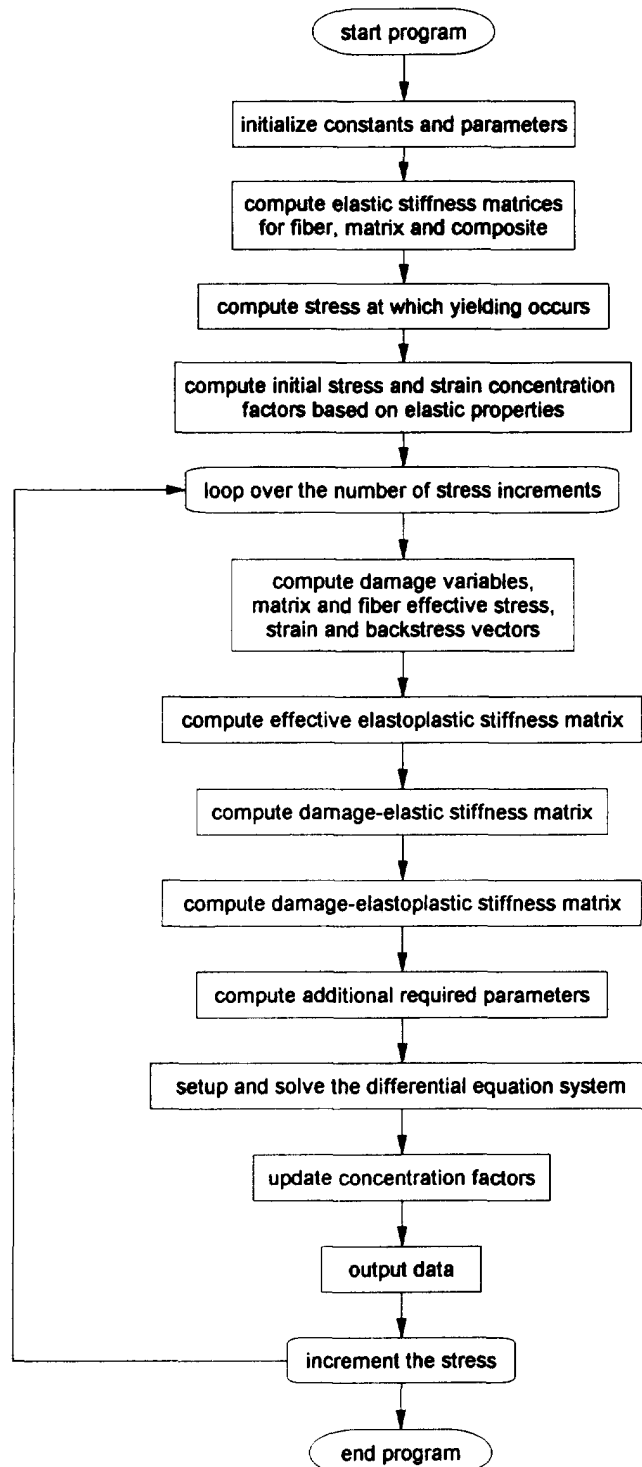 start program
initialize constants and parameters
compute elastic stiffness matrices
for fiber, matrix and composite
compute stress at which yielding occurs
compute initial stress and strain concentration
factors based on elastic properties
loop over the number of stress increments
compute damage variables,
matrix and fiber effective stress,
strain and backstress vectors
compute effective elastoplastic stiffness matrix
compute damage-elastic stiffness matrix
compute damage-elastoplastic stiffness matrix
compute additional required parameters
setup and solve the differential equation system
update concentration factors
output data
increment the stress
end program